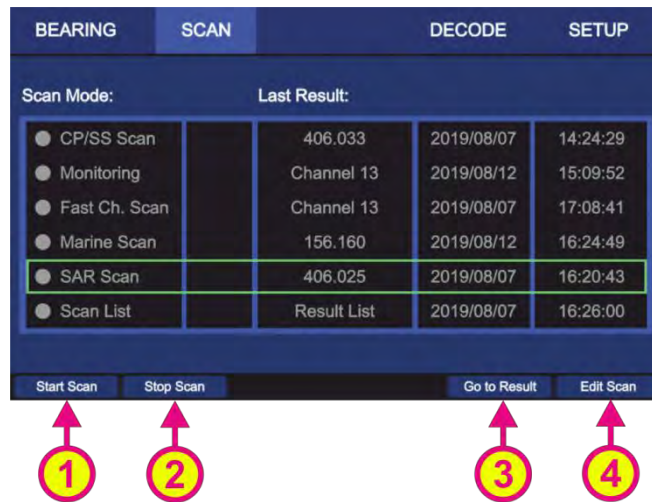 BEARING SCAN DECODE SETUP
Scan Mode: Last Result:
CP/SS Scan 406.033 2019/08/07 14:24:29
Monitoring Channel 13 2019/08/12 15:09:52
Fast Ch. Scan Channel 13 2019/08/07 17:08:41
Marine Scan 156.160 2019/08/12 16:24:49
SAR Scan 406.025 2019/08/07 16:20:43
Scan List Result List 2019/08/07 16:26:00
Start Scan Stop Scan Go to Result Edit Scan
1 2 3 4